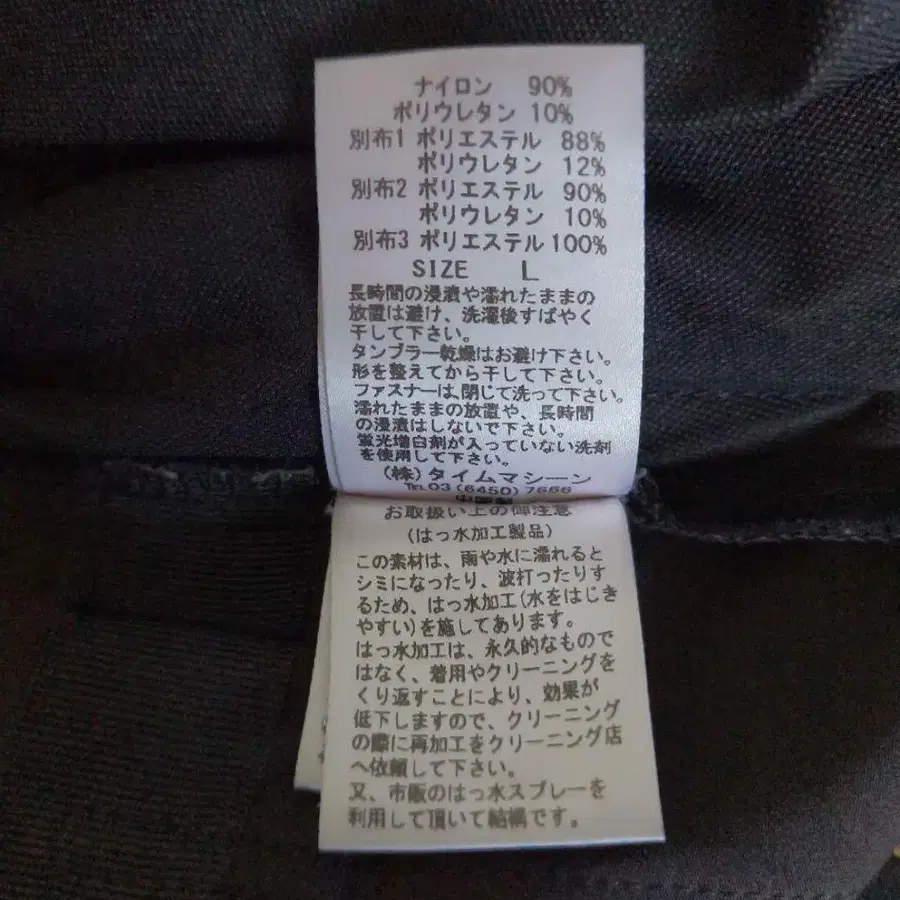 ナイロン 90%
ポリウレタン 10%
別布1 ポリエステル 88%
ポリウレタン 12%
別布2 ポリエステル 90%
ポリウレタン 10%
別布3 ポリエステル 100%
SIZE L
長時間の浸漬や濡れたままの
放置は避け、洗濯後すばやく
干して下さい。
タンブラー乾燥はお避け下さい。
形を整えてから干して下さい。
ファスナーは、閉じて洗って下さい。
濡れたままの放置や、長時間
の浸漬はしないで下さい。
蛍光増白剤が入っていない洗剤
を使用して下さい。
(株)タイムマシーン
TEL 03(6450)7656
お取扱い上の御注意
(はっ水加工製品)
この素材は、雨や水に濡れると
シミになったり、波打ったりす
るため、はっ水加工(水をはじき
やすい)を施してあります。
はっ水加工は、永久的なもので
はなく、着用やクリーニングを
くり返すことにより、効果が
低下しますので、クリーニング
の際に再加工をクリーニング店
へ依頼して下さい。
又、市販のはっ水スプレーを
利用して頂いて結構です。